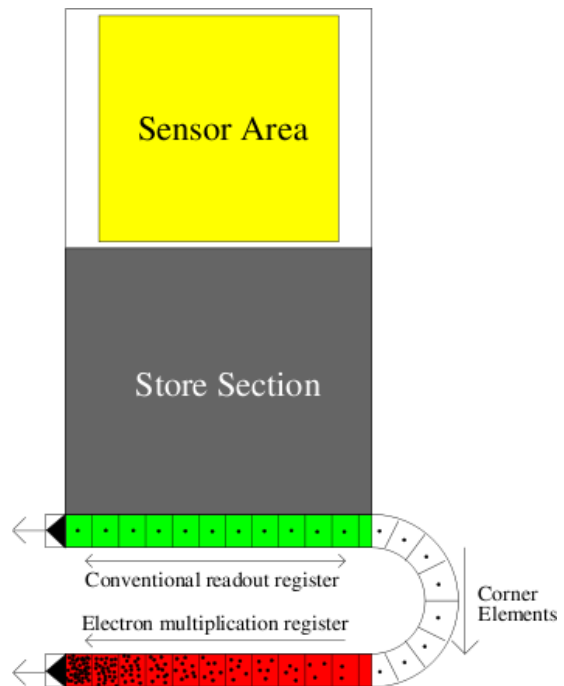 Sensor Area
Store Section
Conventional readout register
Electron multiplication register
Corner
Elements